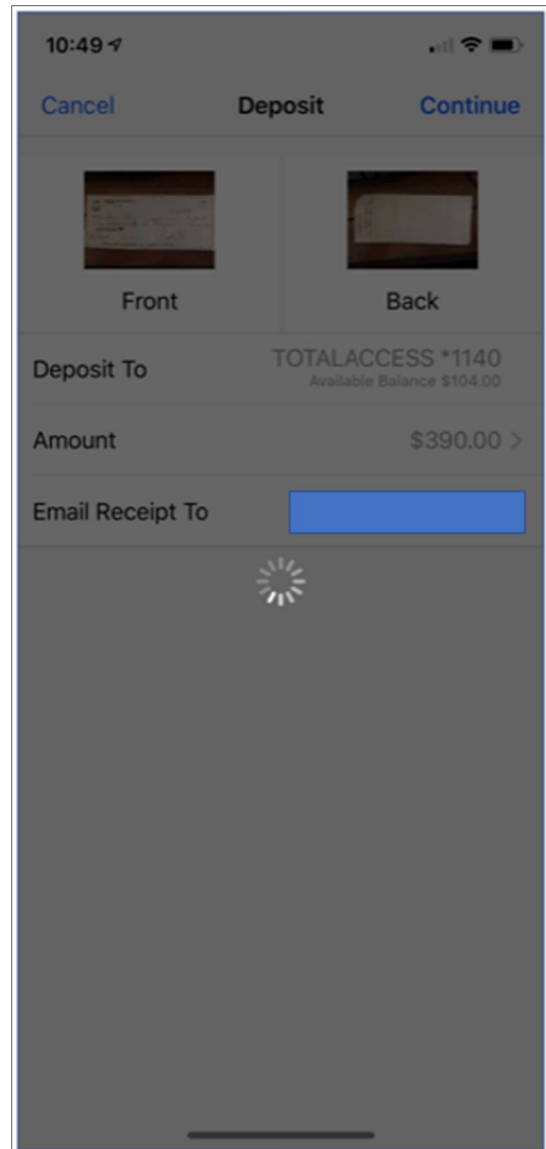 10:49
Cancel Deposit Continue
Front Back
Deposit To TOTALACCESS *1140
Available Balance $104.00
Amount $390.00 >
Email Receipt To